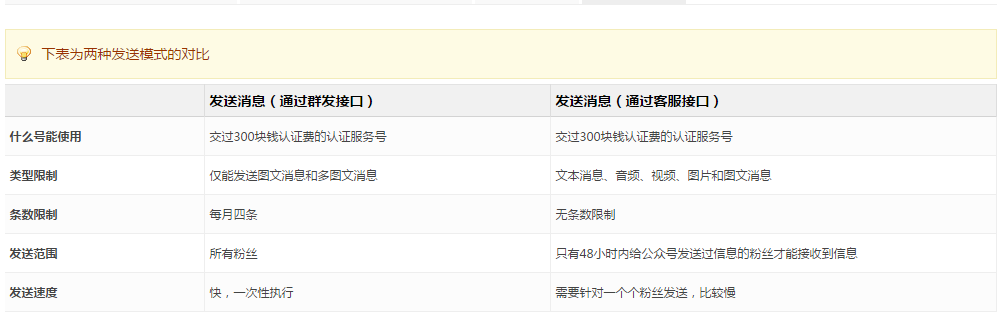 下表为两种发送模式的对比
发送消息（通过群发接口） 发送消息（通过客服接口）
什么号能使用 交过300块钱认证费的认证服务号 交过300块钱认证费的认证服务号
类型限制 仅能发送图文消息和多图文消息 文本消息、音频、视频、图片和图文消息
条数限制 每月四条 无条数限制
发送范围 所有粉丝 只有48小时内给公众号发送过信息的粉丝才能接收到信息
发送速度 快，一次性执行 需要针对一个个粉丝发送，比较慢